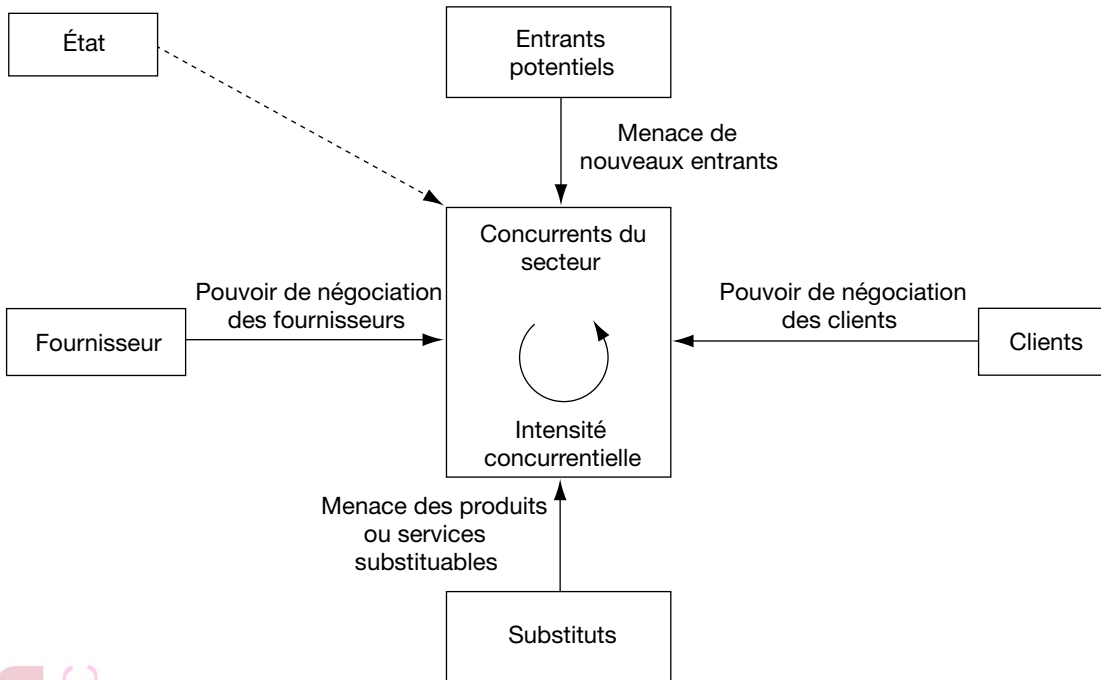 État
Entrants
potentiels
Menace de
nouveaux entrants
Concurrents du
secteur
Pouvoir de négociation
des fournisseurs
Pouvoir de négociation
des clients
Fournisseur
Clients
Intensité
concurrentielle
Menace des produits
ou services
substituables
Substituts